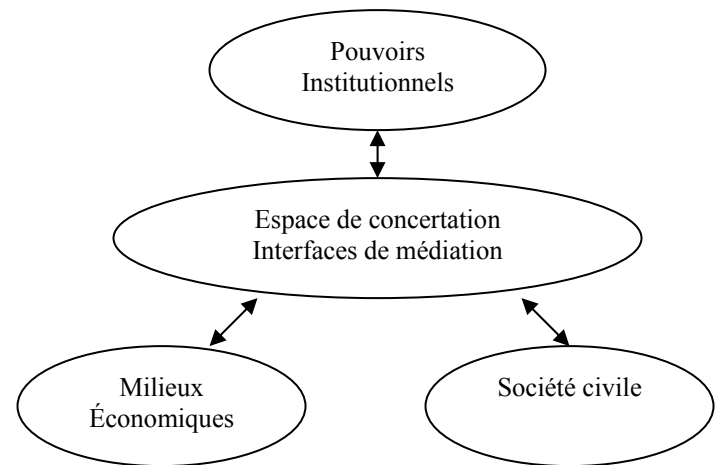 Pouvoirs
Institutionnels
Espace de concertation
Interfaces de médiation
Milieux
Économiques
Société civile